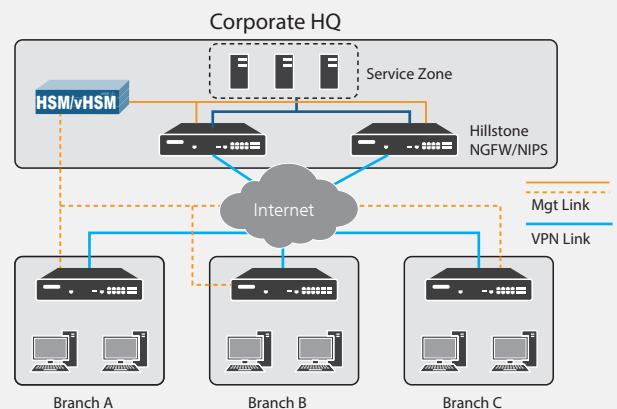 Corporate HQ
Service Zone
HSM/vHSM
Hillstone
NGFW/NIPS
Internet
Mgt Link
VPN Link
Branch A
Branch B
Branch C